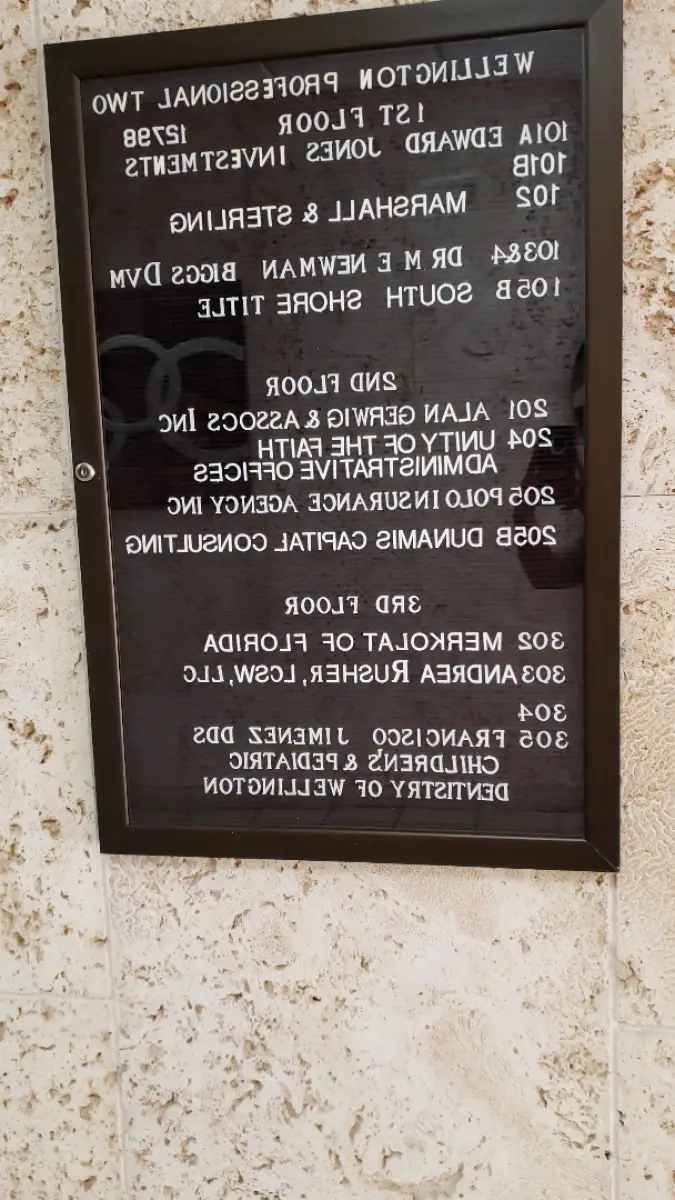 WELLINGTON PROFESSIONAL TWO
1ST FLOOR 12798
101A EDWARD JONES INVESTMENTS
101B
102 MARSHALL & STERLING
103&4 DR M E NEWMAN BIGGS DVM
105B SOUTH SHORE TITLE
2ND FLOOR
201 ALAN GERWIG & ASSOCS INC
204 UNITY OF THE FAITH
ADMINISTRATIVE OFFICES
205 POLO INSURANCE AGENCY INC
205B DUNAMIS CAPITAL CONSULTING
3RD FLOOR
302 MERKOLAT OF FLORIDA
303 ANDREA RUSHER, LCSW, LLC
304
305 FRANCISCO JIMENEZ DDS
CHILDREN'S & PEDIATRIC
DENTISTRY OF WELLINGTON